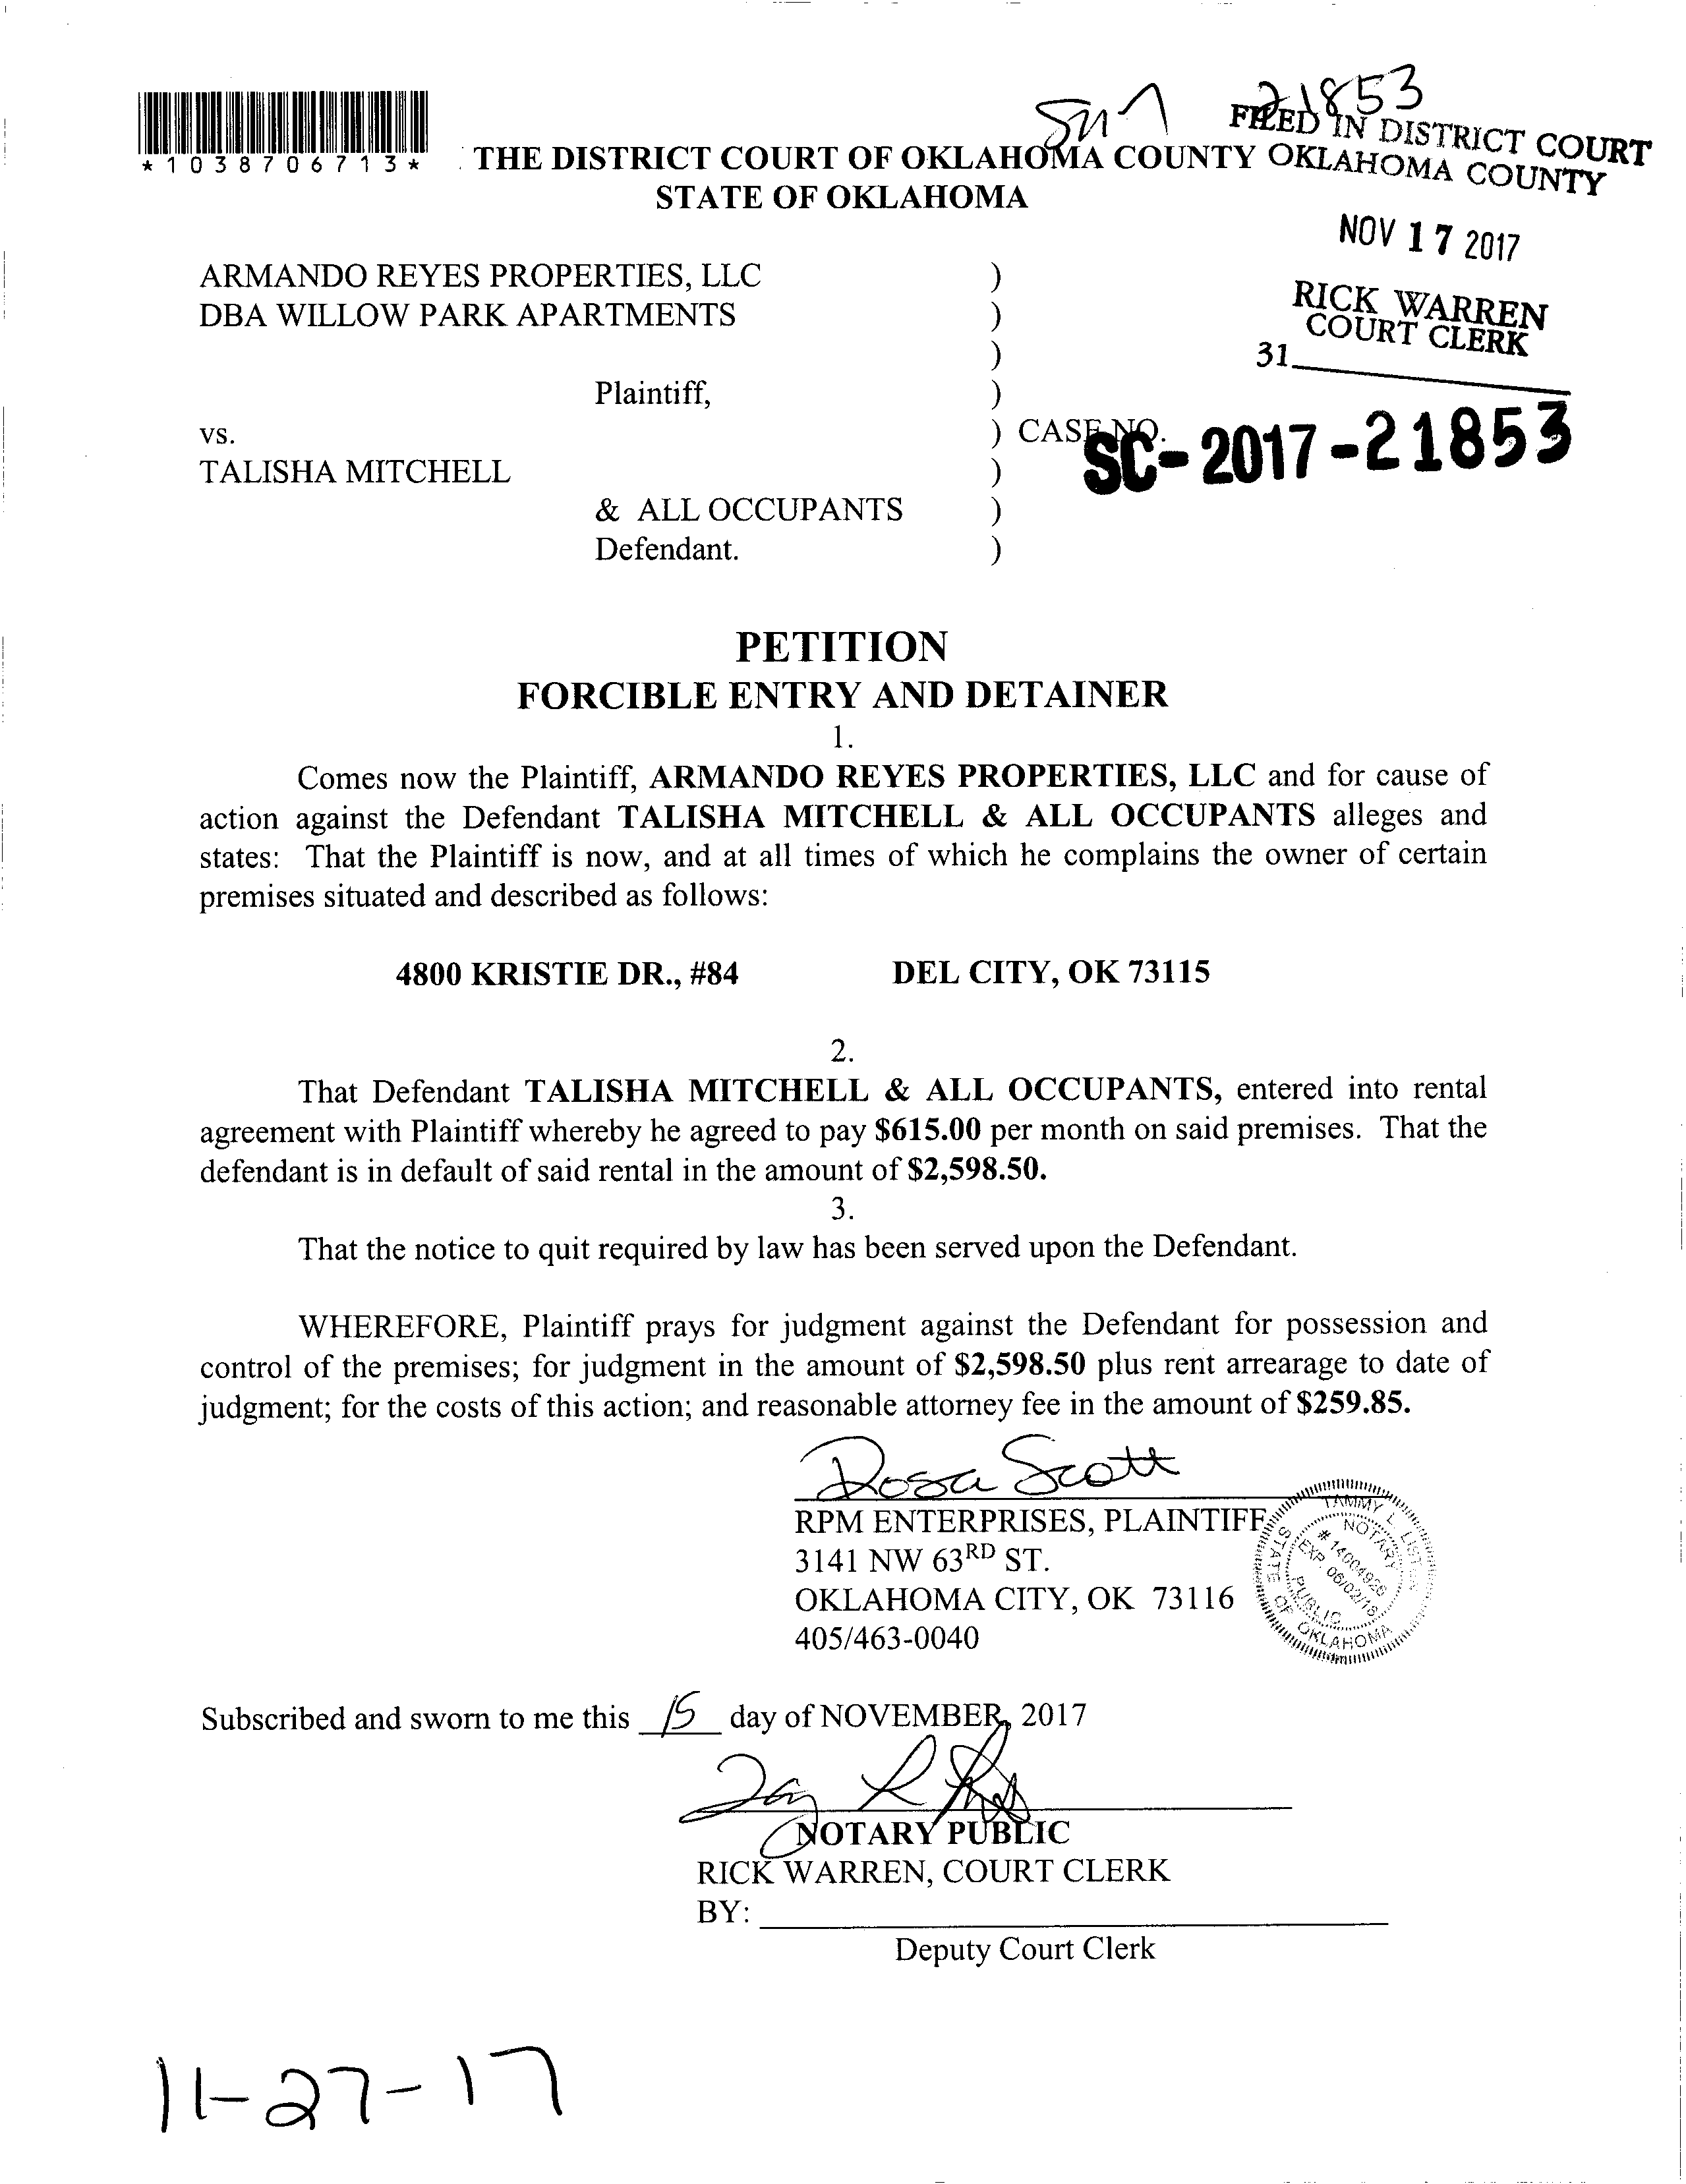 21853
FILED IN DISTRICT COURT
OKLAHOMA COUNTY
*1038706713*
THE DISTRICT COURT OF OKLAHOMA COUNTY
STATE OF OKLAHOMA
NOV 17 2017
RICK WARREN
COURT CLERK
31
ARMANDO REYES PROPERTIES, LLC )
DBA WILLOW PARK APARTMENTS )
)
Plaintiff, )
vs. ) CASE NO. SC-2017-21853
TALISHA MITCHELL )
& ALL OCCUPANTS )
Defendant. )
PETITION
FORCIBLE ENTRY AND DETAINER
1.
Comes now the Plaintiff, ARMANDO REYES PROPERTIES, LLC and for cause of
action against the Defendant TALISHA MITCHELL & ALL OCCUPANTS alleges and
states: That the Plaintiff is now, and at all times of which he complains the owner of certain
premises situated and described as follows:
4800 KRISTIE DR., #84 DEL CITY, OK 73115
2.
That Defendant TALISHA MITCHELL & ALL OCCUPANTS, entered into rental
agreement with Plaintiff whereby he agreed to pay $615.00 per month on said premises. That the
defendant is in default of said rental in the amount of $2,598.50.
3.
That the notice to quit required by law has been served upon the Defendant.
WHEREFORE, Plaintiff prays for judgment against the Defendant for possession and
control of the premises; for judgment in the amount of $2,598.50 plus rent arrearage to date of
judgment; for the costs of this action; and reasonable attorney fee in the amount of $259.85.
Rosa Scott
RPM ENTERPRISES, PLAINTIFF
3141 NW 63RD ST.
OKLAHOMA CITY, OK 73116
405/463-0040
TAMMY L.
NOTARY
# 14004926
EXP. 06/02/18
PUBLIC
STATE OF OKLAHOMA
Subscribed and sworn to me this 15 day of NOVEMBER, 2017
NOTARY PUBLIC
RICK WARREN, COURT CLERK
BY:
Deputy Court Clerk
11-27-17